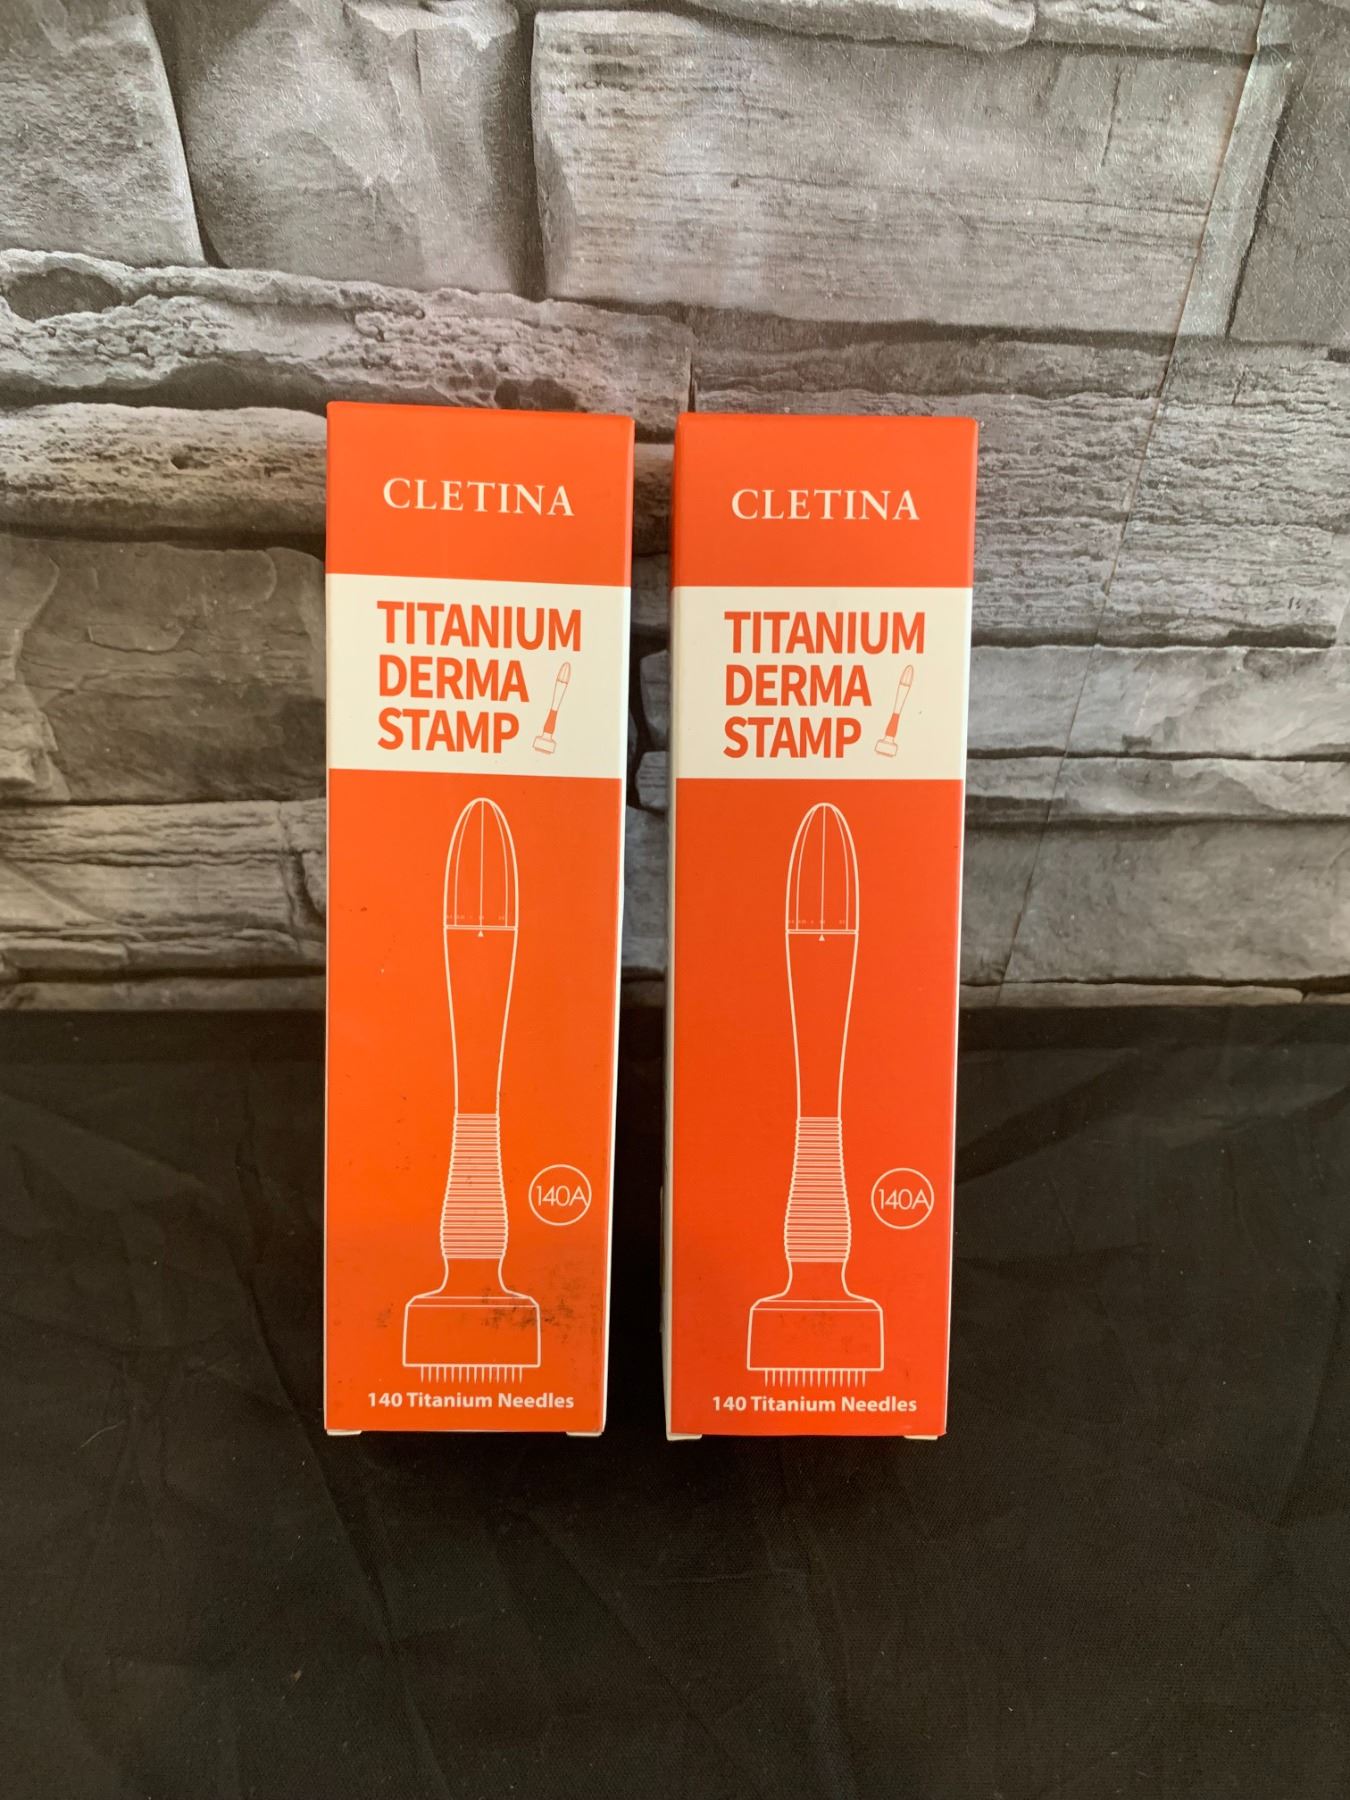 CLETINA
TITANIUM
DERMA
STAMP
140A
140 Titanium Needles
CLETINA
TITANIUM
DERMA
STAMP
140A
140 Titanium Needles